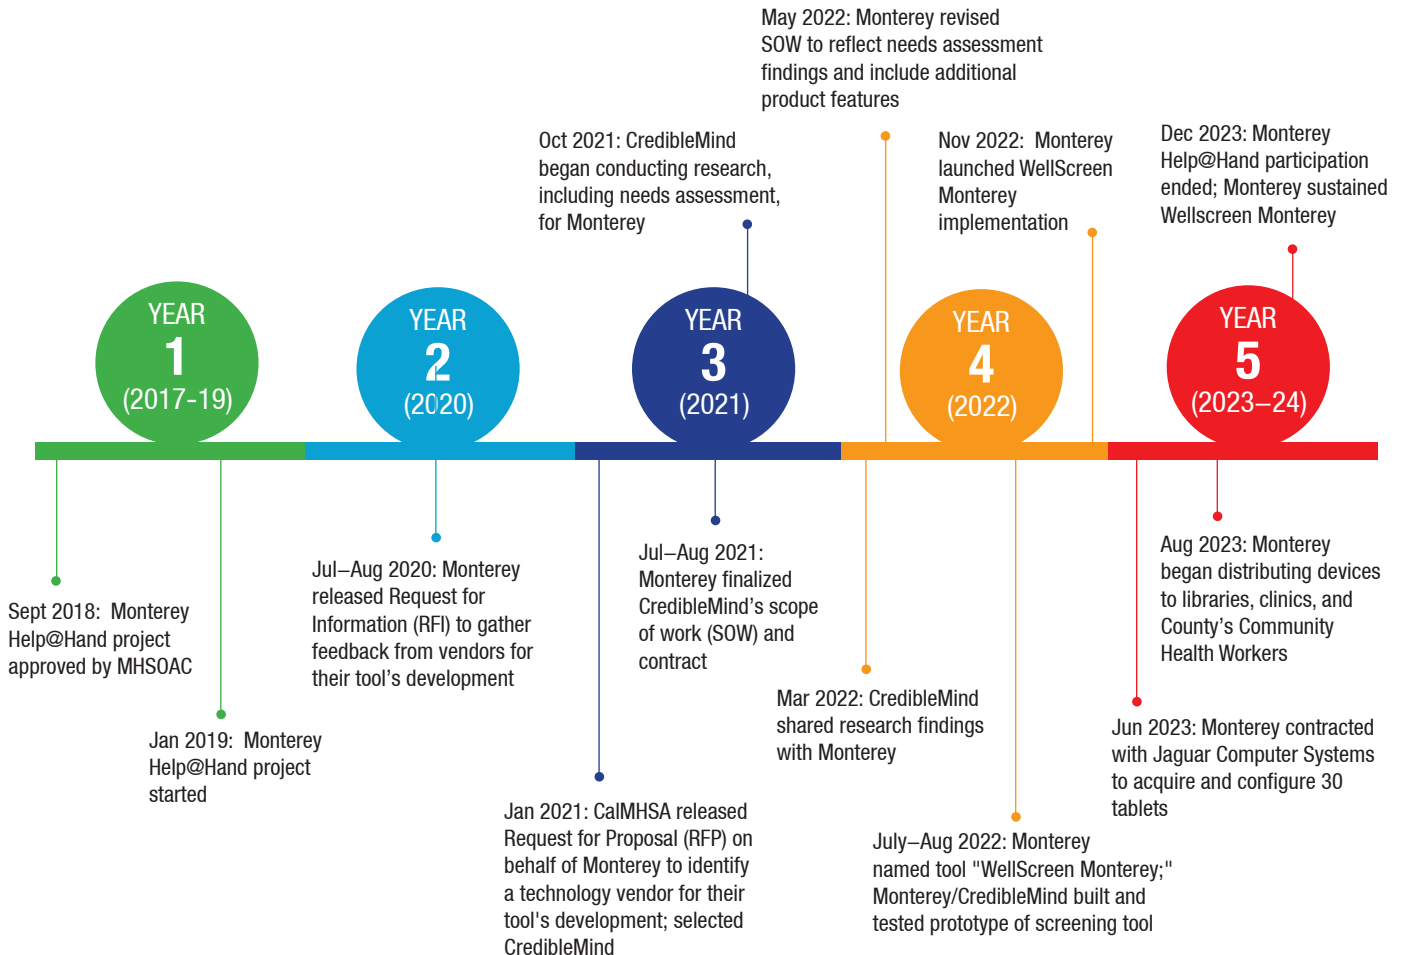 May 2022: Monterey revised
SOW to reflect needs assessment
findings and include additional
product features
Oct 2021: CredibleMind
began conducting research,
including needs assessment,
for Monterey
Nov 2022:  Monterey
launched WellScreen
Monterey
implementation
Dec 2023: Monterey
Help@Hand participation
ended; Monterey sustained
Wellscreen Monterey
YEAR
1
(2017-19)
YEAR
2
(2020)
YEAR
3
(2021)
YEAR
4
(2022)
YEAR
5
(2023–24)
Sept 2018:  Monterey
Help@Hand project
approved by MHSOAC
Jan 2019:  Monterey
Help@Hand project
started
Jul–Aug 2020: Monterey
released Request for
Information (RFI) to gather
feedback from vendors for
their tool’s development
Jan 2021: CalMHSA released
Request for Proposal (RFP) on
behalf of Monterey to identify
a technology vendor for their
tool's development; selected
CredibleMind
Jul–Aug 2021:
Monterey finalized
CredibleMind’s scope
of work (SOW) and
contract
Mar 2022: CredibleMind
shared research findings
with Monterey
July–Aug 2022: Monterey
named tool "WellScreen Monterey;"
Monterey/CredibleMind built and
tested prototype of screening tool
Jun 2023: Monterey contracted
with Jaguar Computer Systems
to acquire and configure 30
tablets
Aug 2023: Monterey
began distributing devices
to libraries, clinics, and
County’s Community
Health Workers